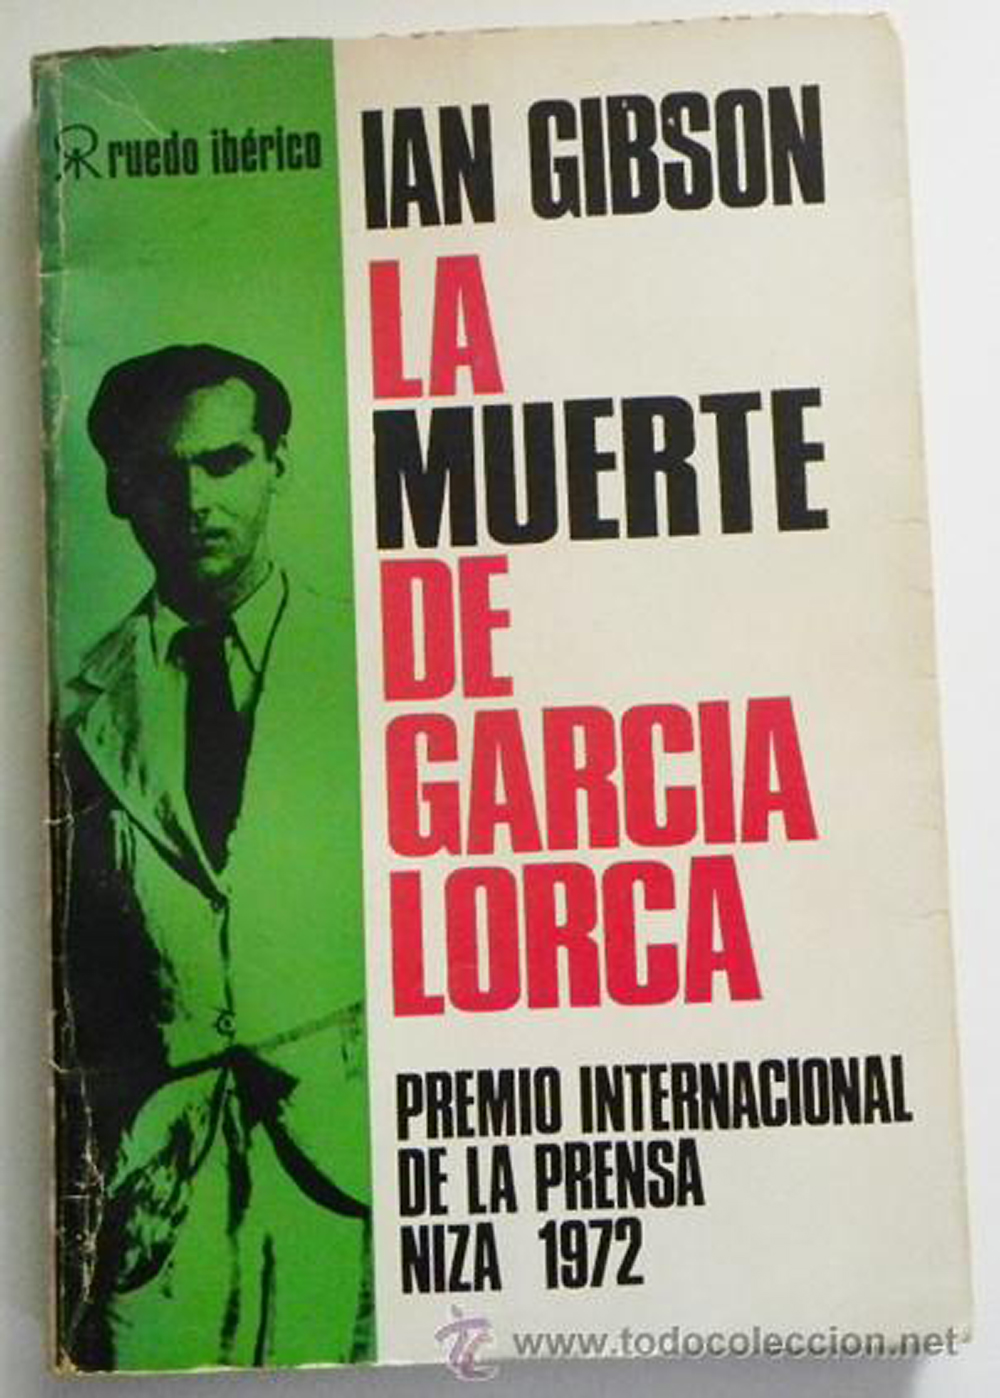 ruedo ibérico
IAN GIBSON
LA
MUERTE
DE
GARCIA
LORCA
PREMIO INTERNACIONAL
DE LA PRENSA
NIZA 1972
www.todocoleccion.net